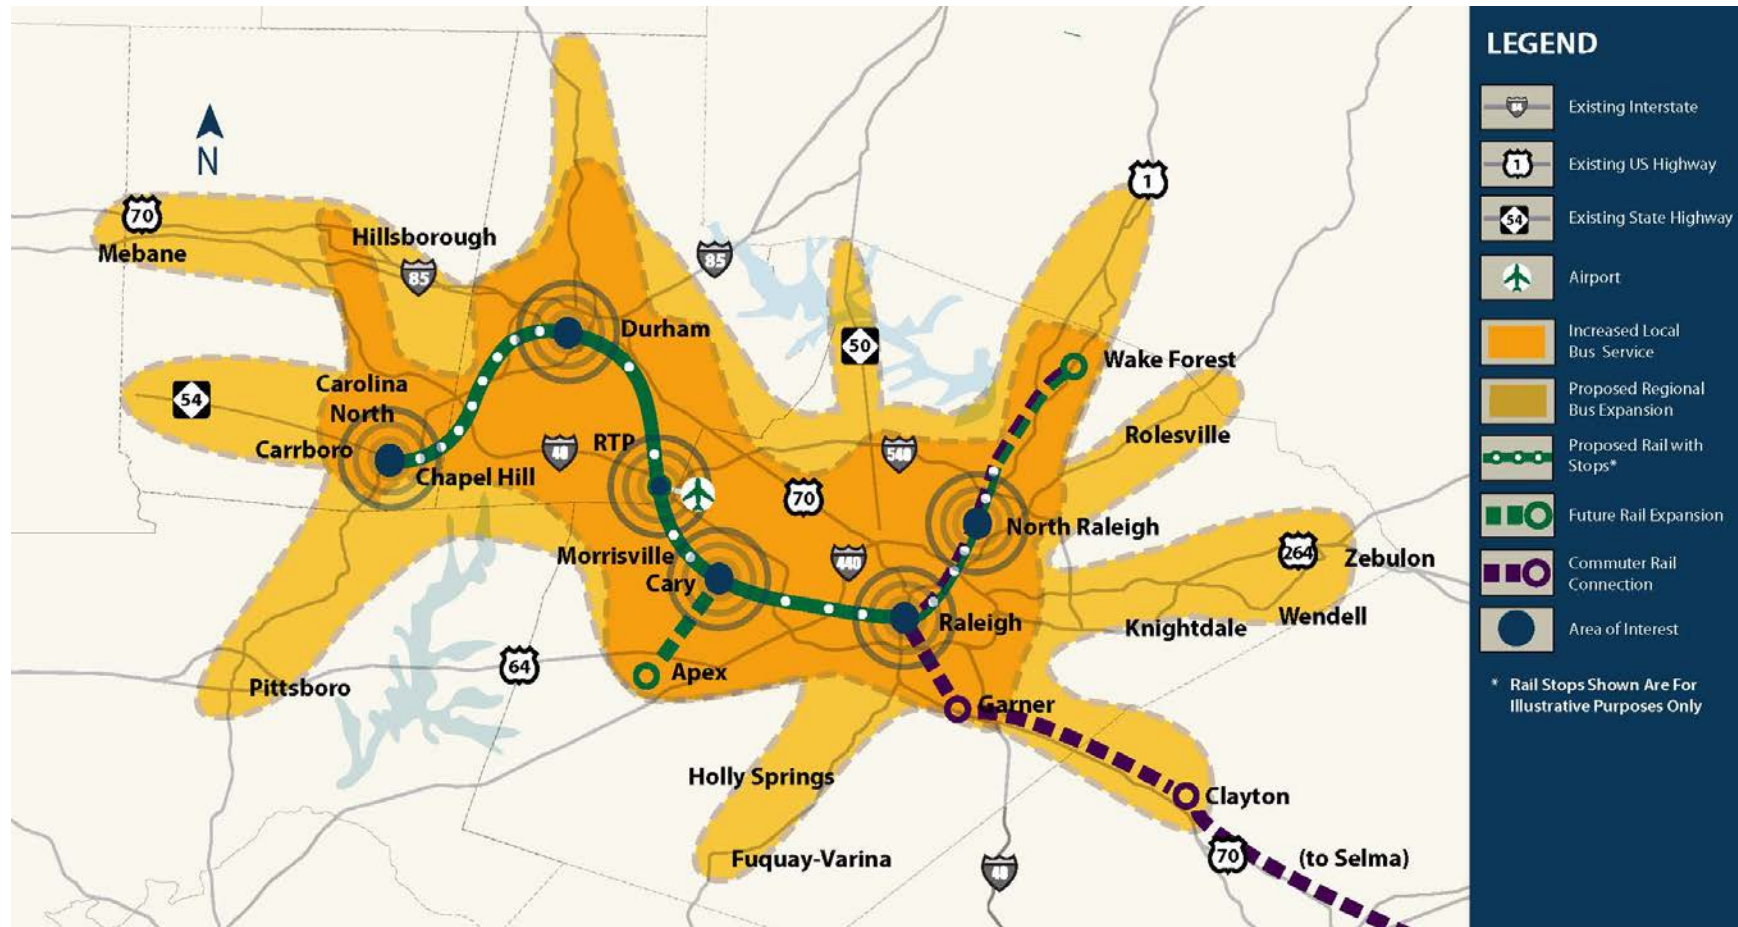 LEGEND
84
Existing Interstate
1
Existing US Highway
54
Existing State Highway
Airport
Increased Local
Bus Service
Proposed Regional
Bus Expansion
Proposed Rail with
Stops*
Future Rail Expansion
Commuter Rail
Connection
Area of Interest
* Rail Stops Shown Are For
Illustrative Purposes Only
N
1
70
Mebane
Hillsborough
85
85
Durham
50
Wake Forest
54
Carolina
North
Carrboro
Chapel Hill
40
RTP
540
Rolesville
70
North Raleigh
Morrisville
Cary
440
264
Zebulon
Raleigh
Knightdale
Wendell
64
Apex
Pittsboro
Garner
Holly Springs
Clayton
Fuquay-Varina
40
70
(to Selma)